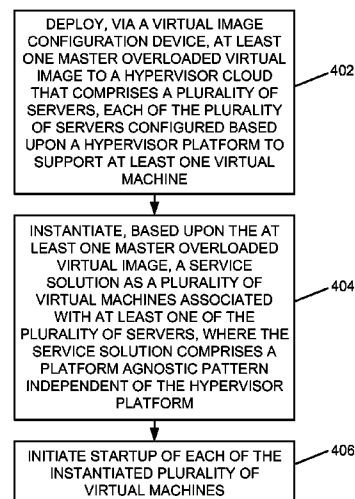 DEPLOY, VIA A VIRTUAL IMAGE
CONFIGURATION DEVICE, AT LEAST
ONE MASTER OVERLOADED VIRTUAL
IMAGE TO A HYPERVISOR CLOUD
THAT COMPRISES A PLURALITY OF
SERVERS, EACH OF THE PLURALITY
OF SERVERS CONFIGURED BASED
UPON A HYPERVISOR PLATFORM TO
SUPPORT AT LEAST ONE VIRTUAL
MACHINE
402
INSTANTIATE, BASED UPON THE AT
LEAST ONE MASTER OVERLOADED
VIRTUAL IMAGE, A SERVICE
SOLUTION AS A PLURALITY OF
VIRTUAL MACHINES ASSOCIATED
WITH AT LEAST ONE OF THE
PLURALITY OF SERVERS, WHERE THE
SERVICE SOLUTION COMPRISES A
PLATFORM AGNOSTIC PATTERN
INDEPENDENT OF THE HYPERVISOR
PLATFORM
404
INITIATE STARTUP OF EACH OF THE
INSTANTIATED PLURALITY OF
VIRTUAL MACHINES
406